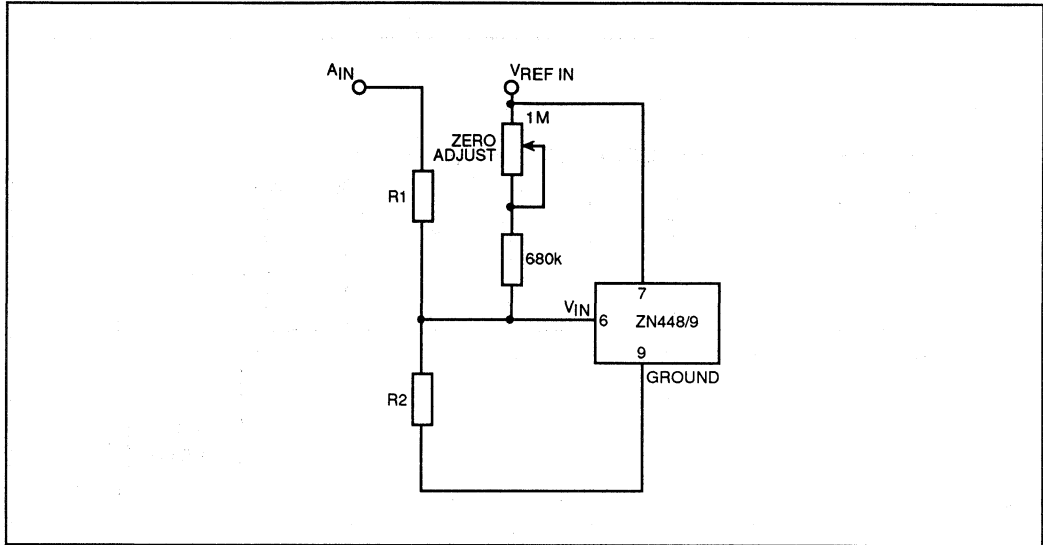 AIN
VREF IN
1M
ZERO
ADJUST
R1
680k
7
VIN
6
ZN448/9
9
GROUND
R2